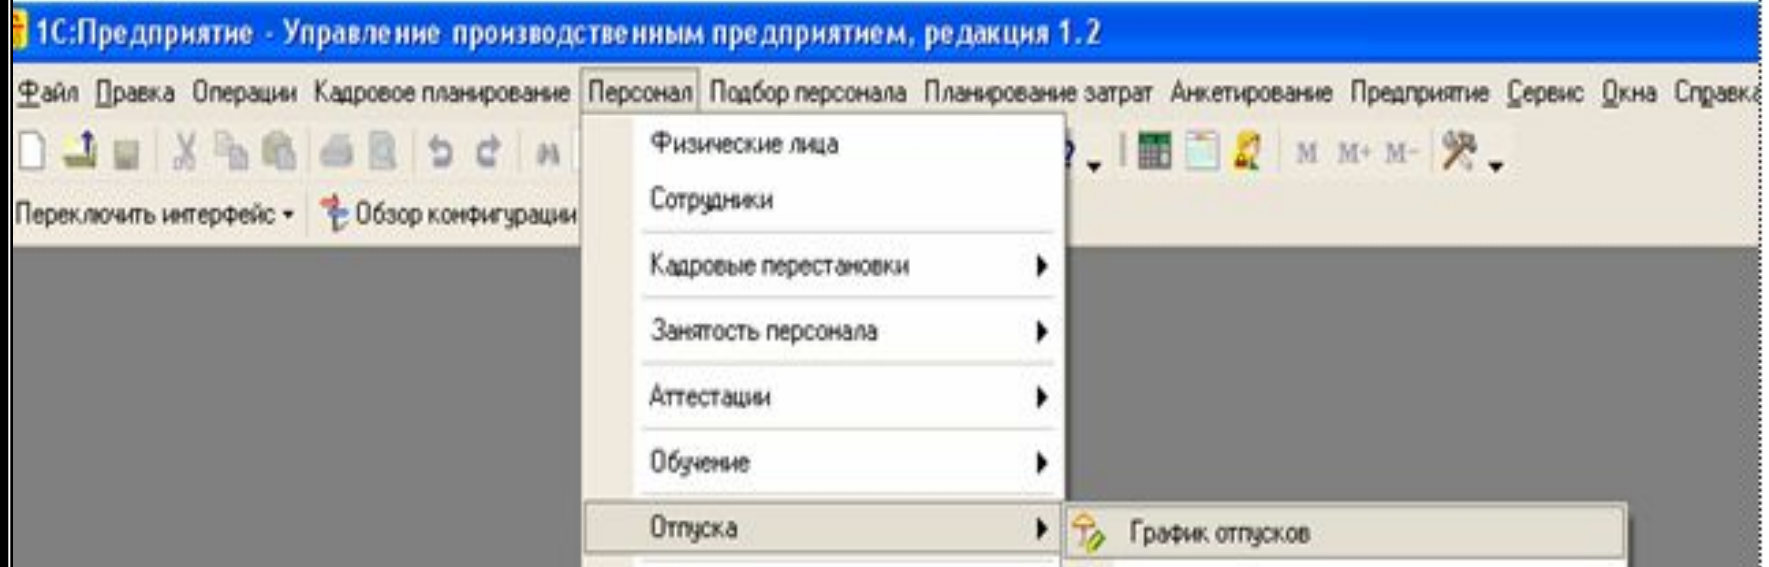 1С:Предприятие - Управление производственным предприятием, редакция 1.2
Файл Правка Операции Кадровое планирование Персонал Подбор персонала Планирование затрат Анкетирование Предприятие Сервис Окна Справка
М М+ М-
Переключить интерфейс Обзор конфигурации
Физические лица
Сотрудники
Кадровые перестановки
Занятость персонала
Аттестации
Обучение
Отпуска
График отпусков